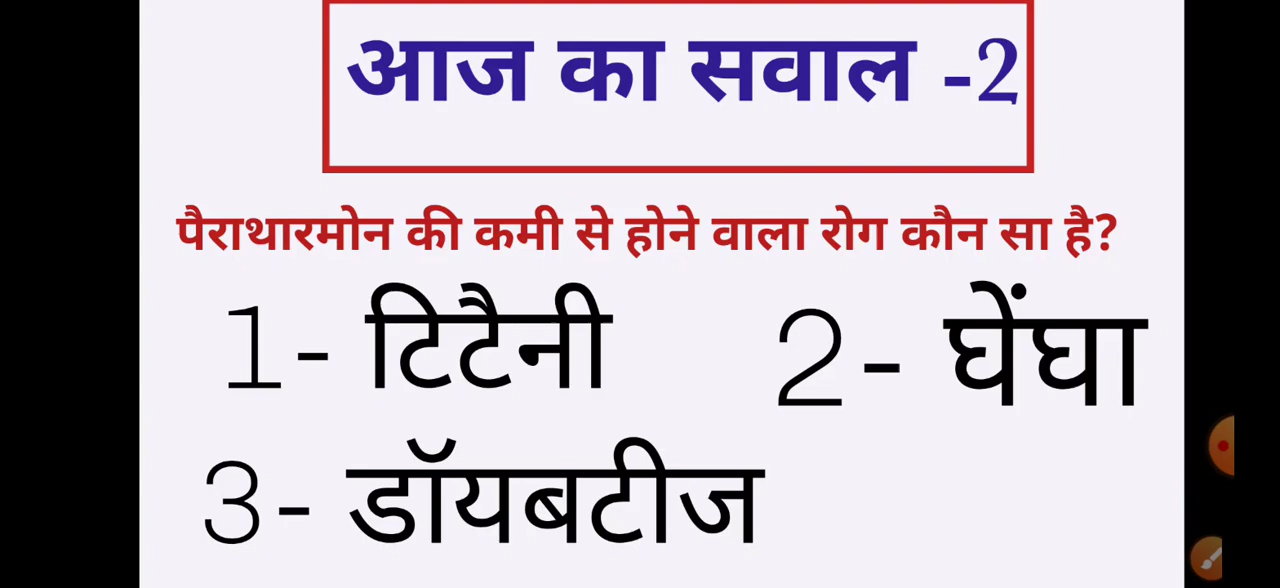 आज का सवाल -2
पैराथारमोन की कमी से होने वाला रोग कौन सा है?
1- टिटैनी 2- घेंघा
3- डॉयबटीज